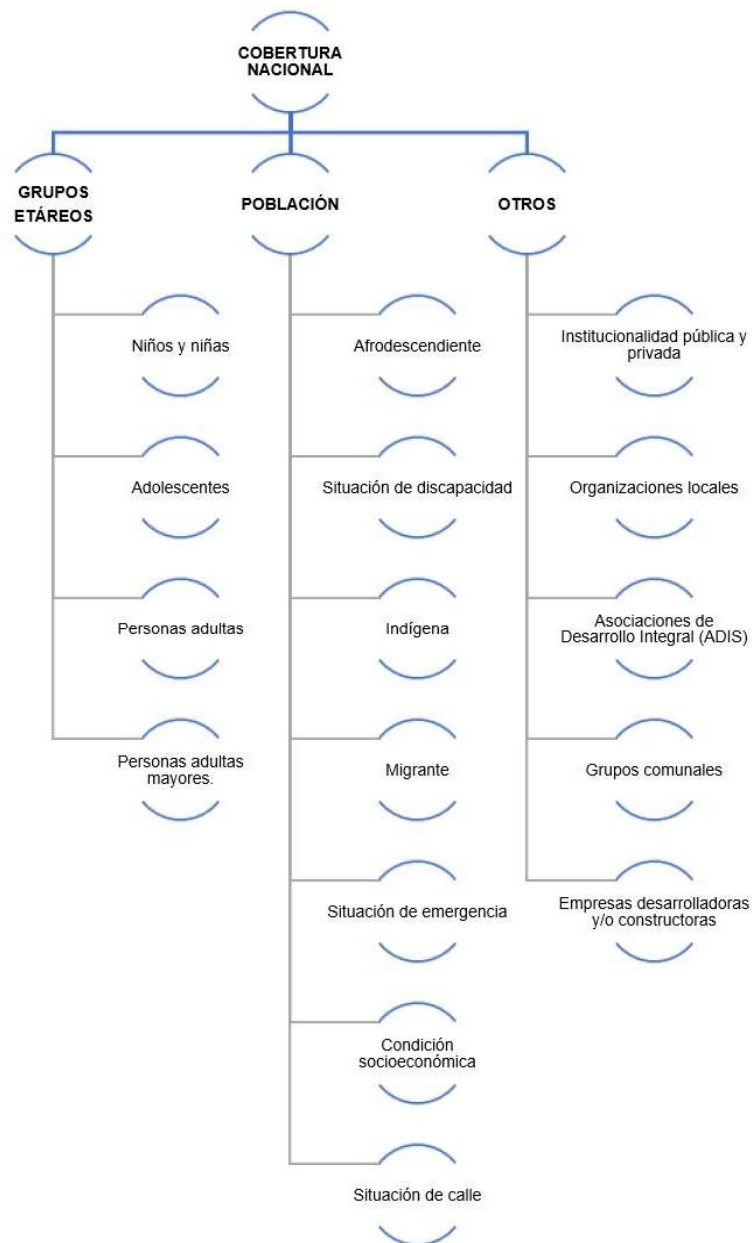 COBERTURA
NACIONAL
GRUPOS
ETÁREOS
Niños y niñas
Adolescentes
Personas adultas
Personas adultas
mayores.
POBLACIÓN
Afrodescendiente
Situación de discapacidad
Indígena
Migrante
Situación de emergencia
Condición
socioeconómica
Situación de calle
OTROS
Institucionalidad pública y
privada
Organizaciones locales
Asociaciones de
Desarrollo Integral (ADIS)
Grupos comunales
Empresas desarrolladoras
y/o constructoras